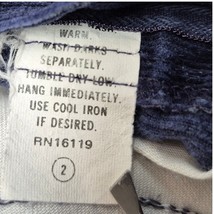 WARM.
WASH DARKS
SEPARATELY.
TUMBLE DRY LOW.
HANG IMMEDIATELY.
USE COOL IRON
IF DESIRED.
RN16119
2